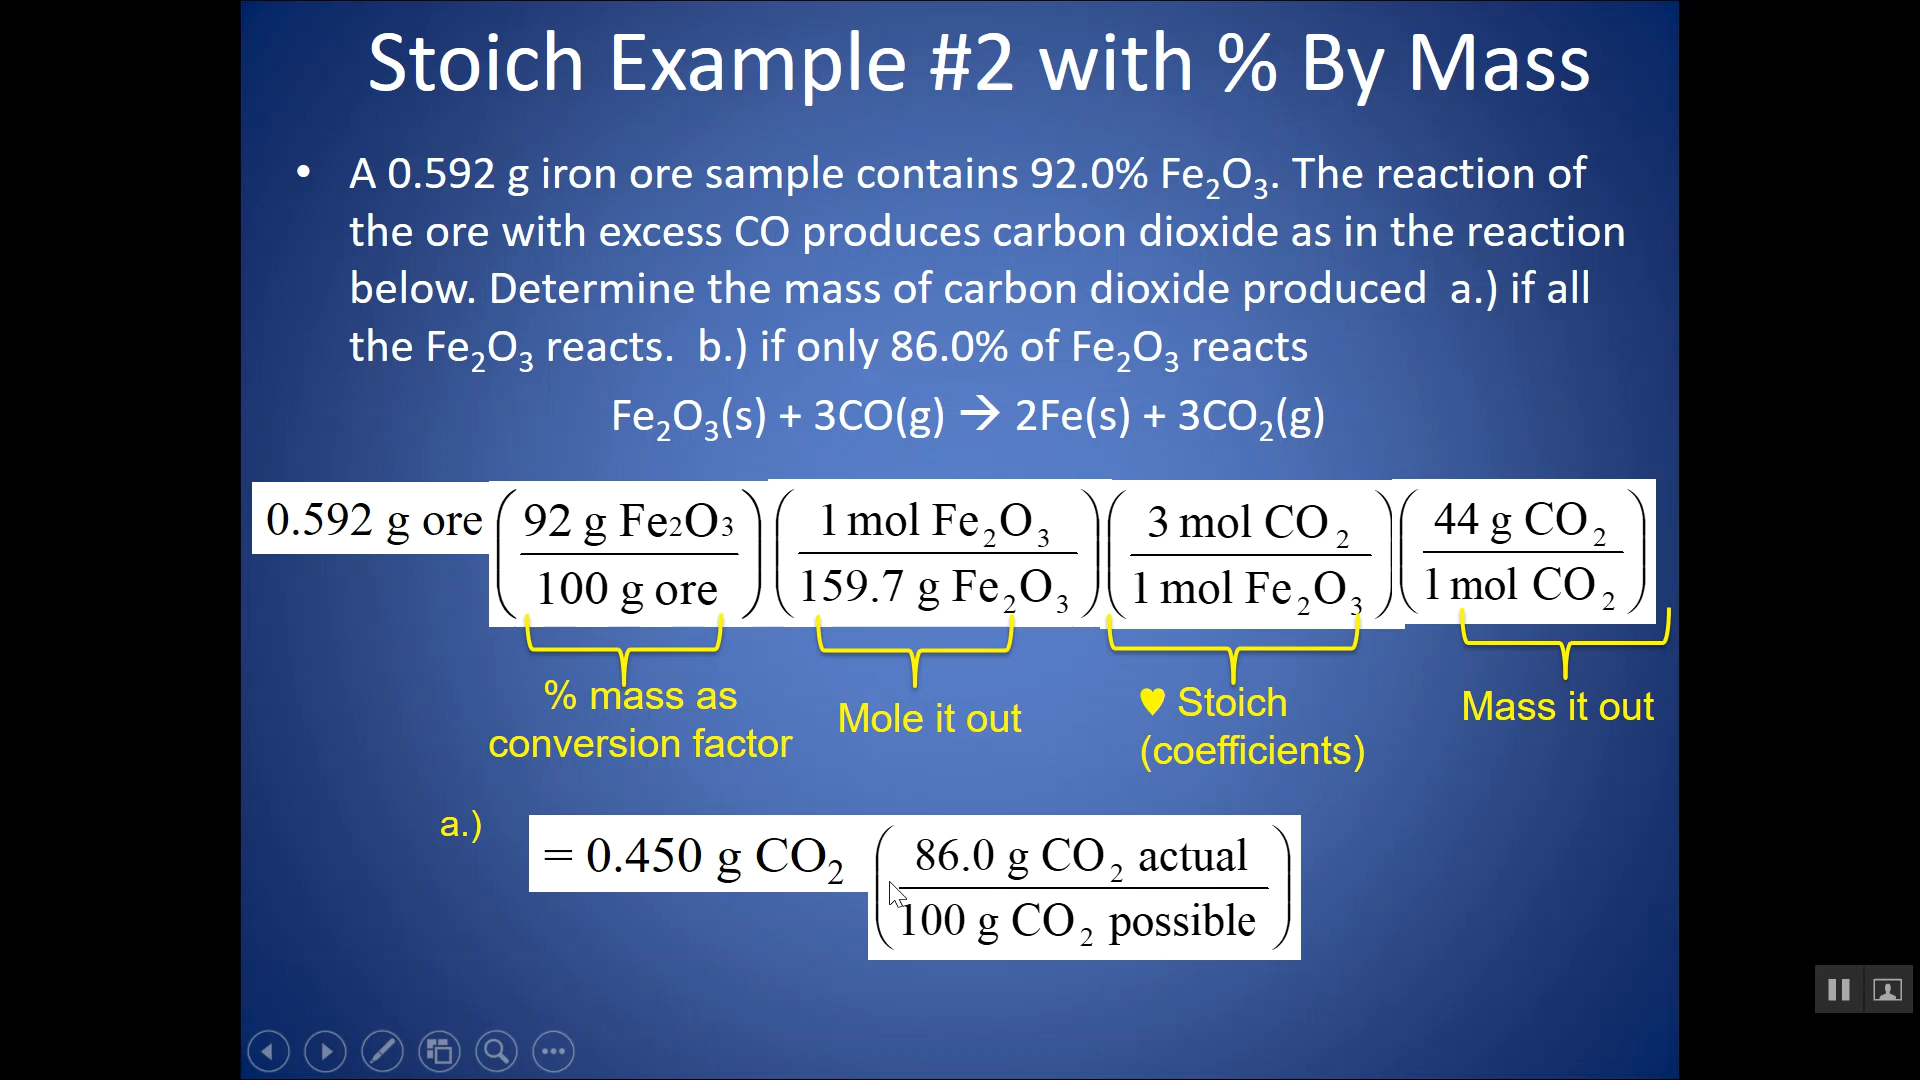 Stoich Example #2 with % By Mass
• A 0.592 g iron ore sample contains 92.0% Fe₂O₃. The reaction of
the ore with excess CO produces carbon dioxide as in the reaction
below. Determine the mass of carbon dioxide produced  a.) if all
the Fe₂O₃ reacts.  b.) if only 86.0% of Fe₂O₃ reacts
Fe₂O₃(s) + 3CO(g) → 2Fe(s) + 3CO₂(g)
0.592 g ore (92 g Fe₂O₃ / 100 g ore) (1 mol Fe₂O₃ / 159.7 g Fe₂O₃) (3 mol CO₂ / 1 mol Fe₂O₃) (44 g CO₂ / 1 mol CO₂)
% mass as
conversion factor
Mole it out
♥ Stoich
(coefficients)
Mass it out
a.)
= 0.450 g CO₂ (86.0 g CO₂ actual / 100 g CO₂ possible)